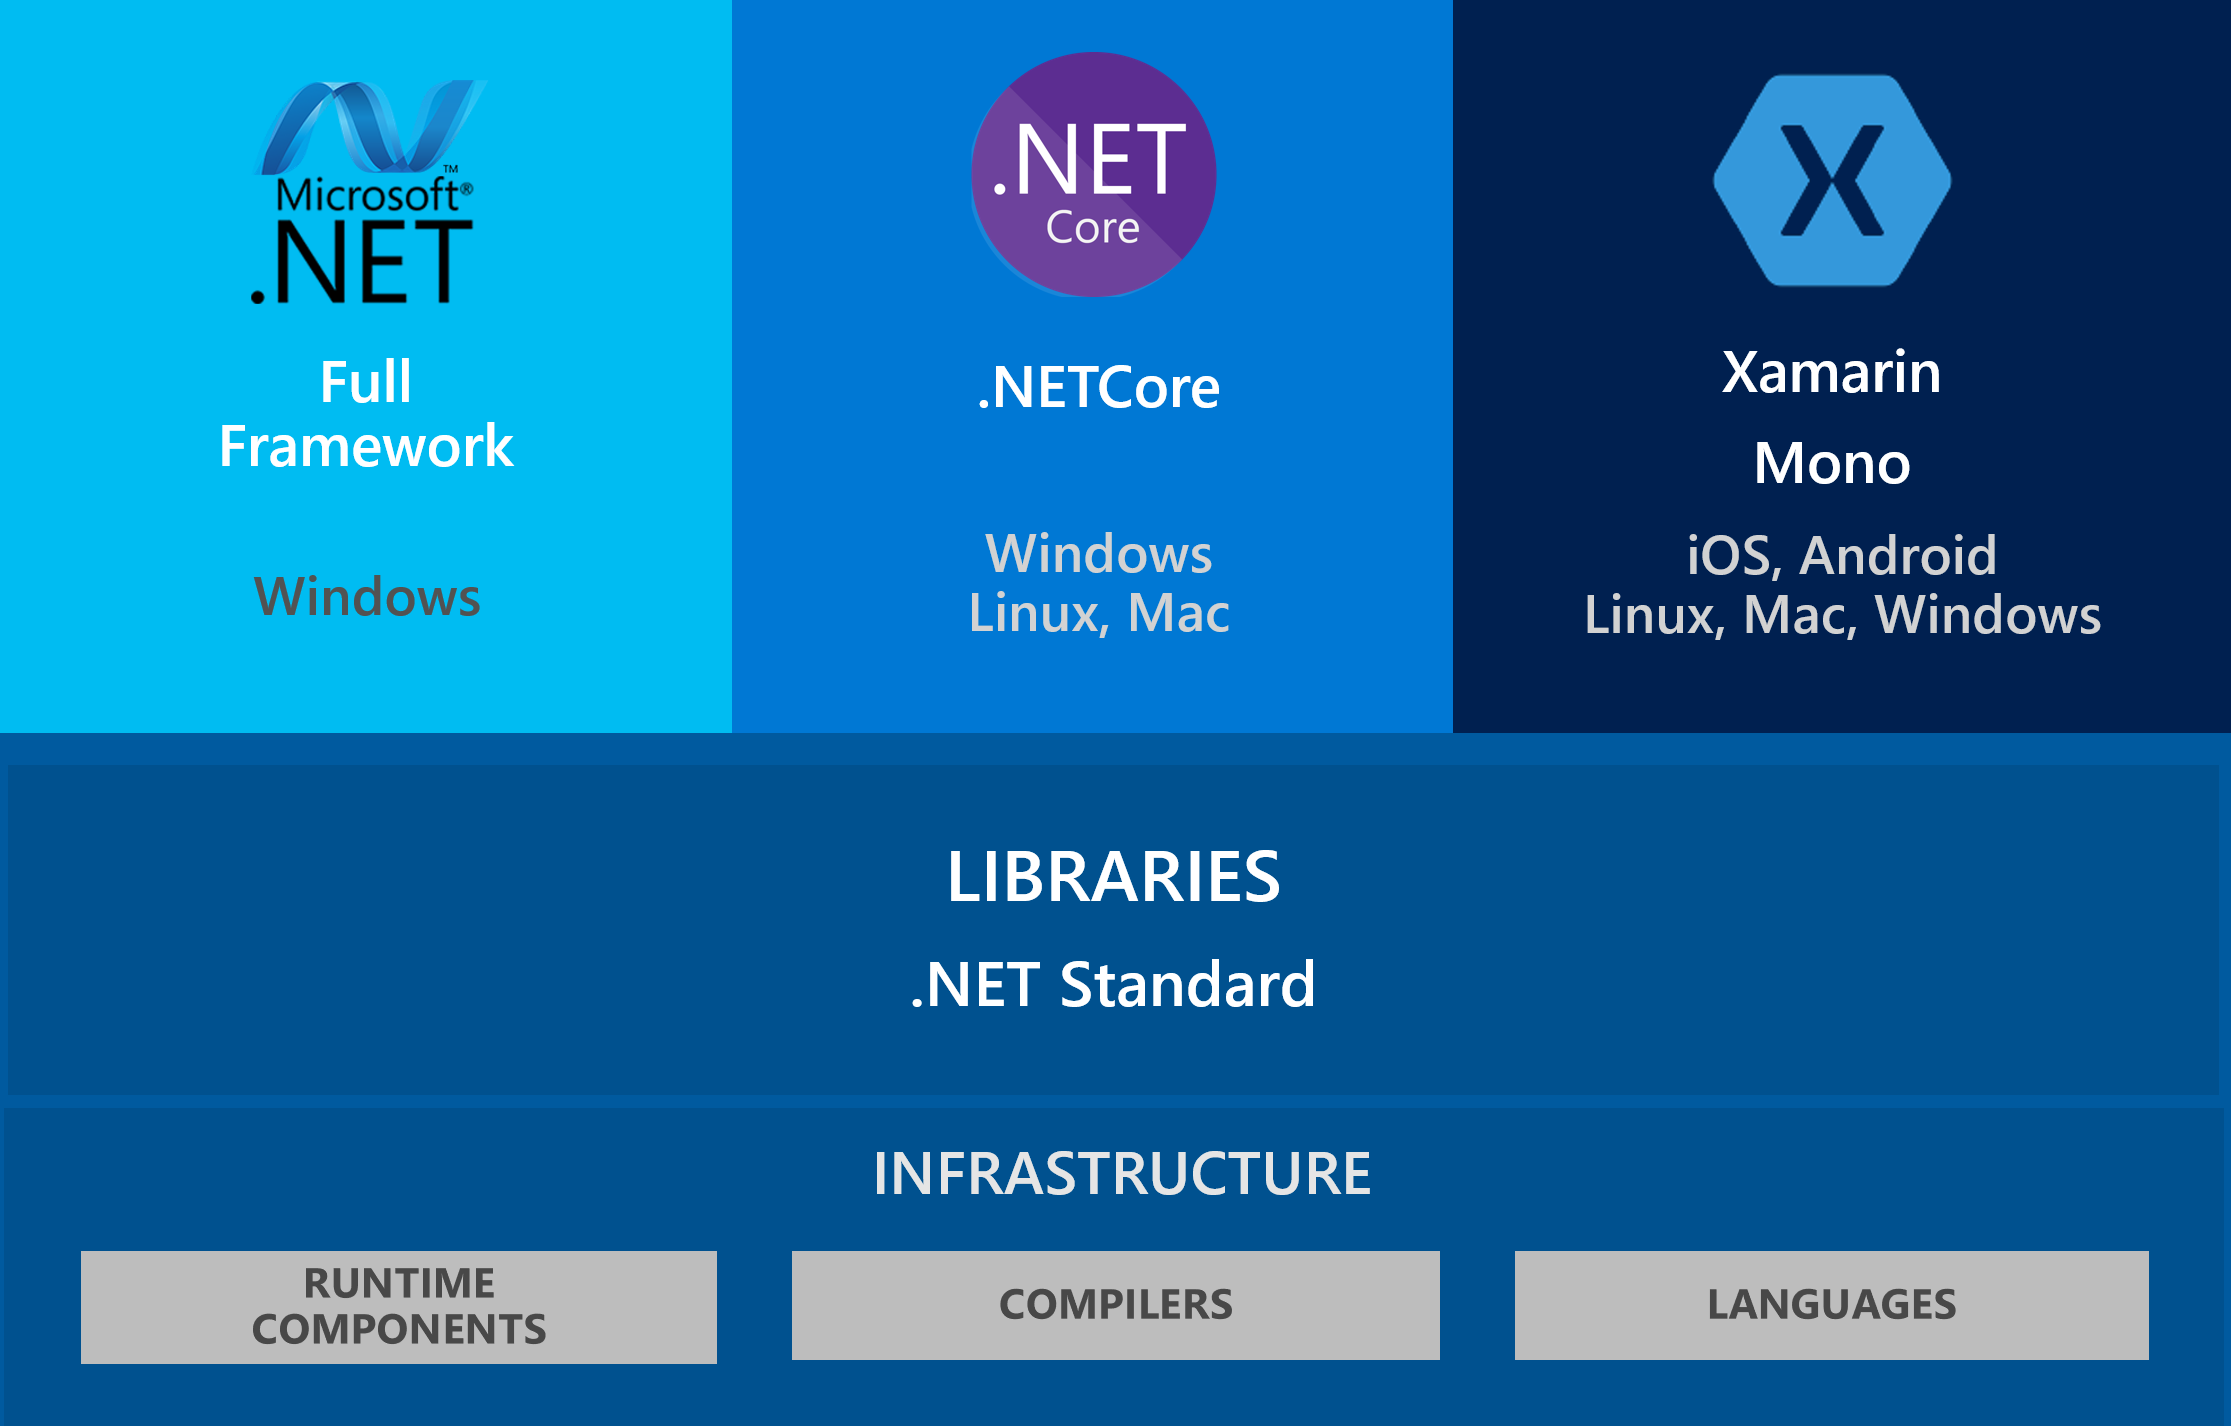 Microsoft®
.NET
™
Full
Framework
Windows
.NET
Core
.NETCore
Windows
Linux, Mac
X
Xamarin
Mono
iOS, Android
Linux, Mac, Windows
LIBRARIES
.NET Standard
INFRASTRUCTURE
RUNTIME
COMPONENTS
COMPILERS
LANGUAGES